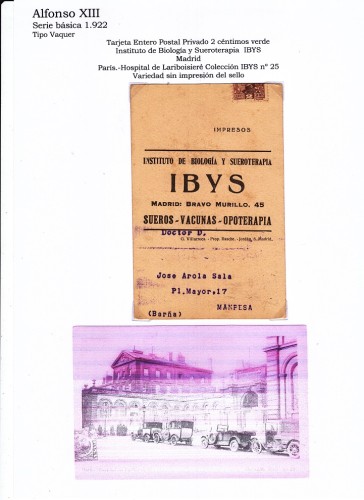 Alfonso XIII
Serie básica 1.922
Tipo Vaquer
Tarjeta Entero Postal Privado 2 céntimos verde
Instituto de Biología y Sueroterapia IBYS
Madrid
París.-Hospital de Lariboisieré Colección IBYS nº 25
Variedad sin impresión del sello
IMPRESOS
INSTITUTO DE BIOLOGÍA Y SUEROTERAPIA
IBYS
MADRID: BRAVO MURILLO, 45
SUEROS-VACUNAS-OPOTERAPIA
Doctor D.
Jose Arola Sala
Pl.Mayor,17
MANRESA
(Barña)